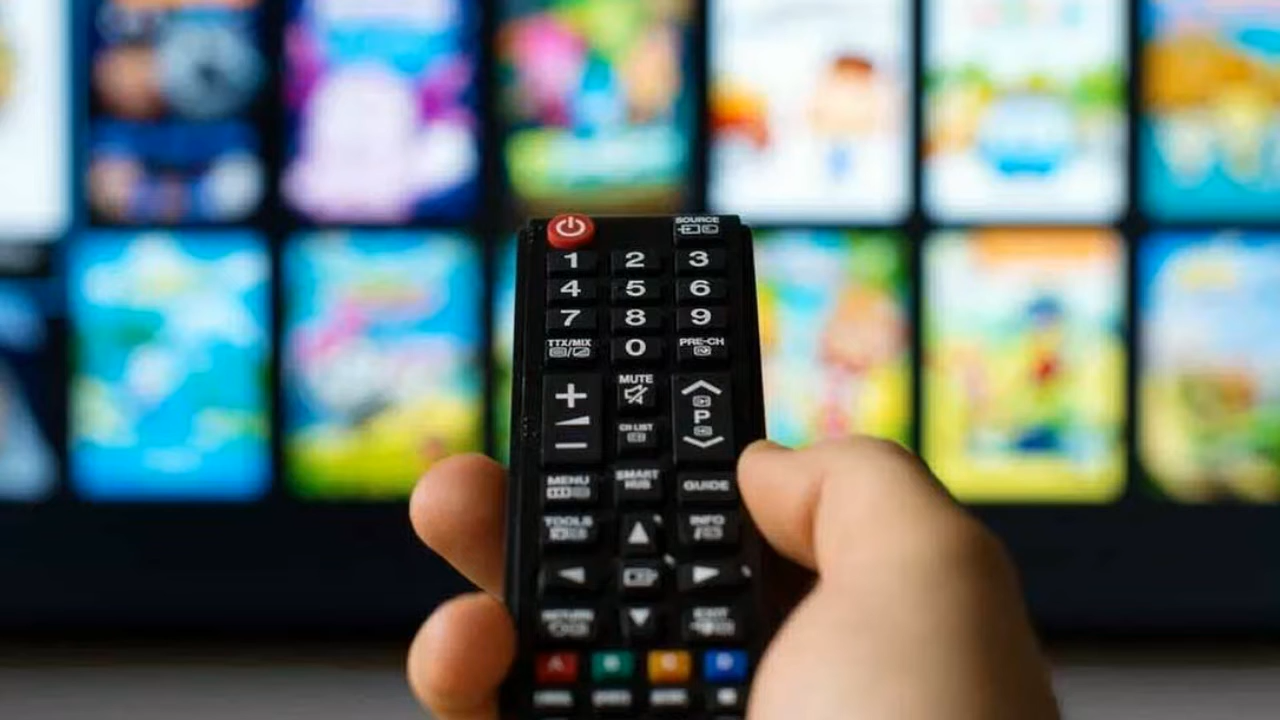 SOURCE
1 2 3
4 5 6
7 8 9
TTX/MIX 0 PRE-CH
MUTE
P
CH LIST
MENU SMART HUB GUIDE
TOOLS INFO
RETURN EXIT
A B C D